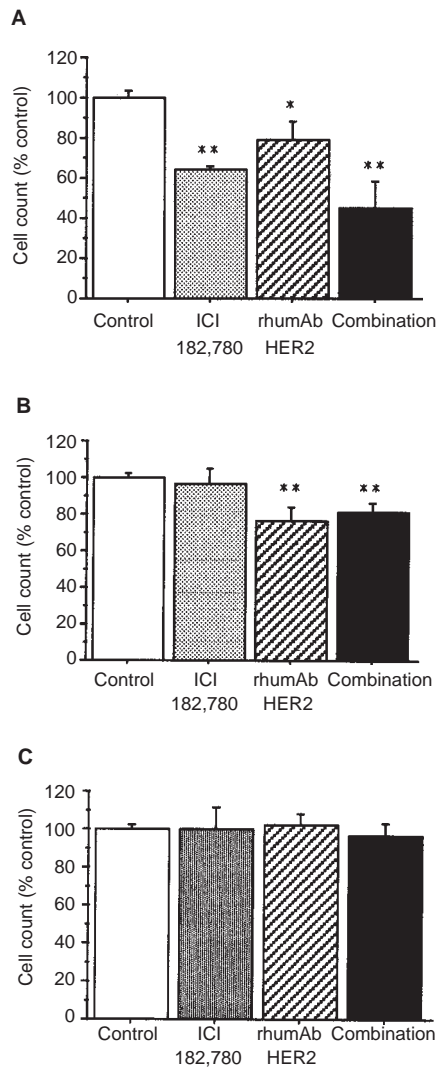 A
Cell count (% control)
120
100
80
60
40
20
0
**
*
**
Control
ICI
182,780
rhumAb
HER2
Combination
B
Cell count (% control)
120
100
80
60
40
20
0
**
**
Control
ICI
182,780
rhumAb
HER2
Combination
C
Cell count (% control)
120
100
80
60
40
20
0
Control
ICI
182,780
rhumAb
HER2
Combination